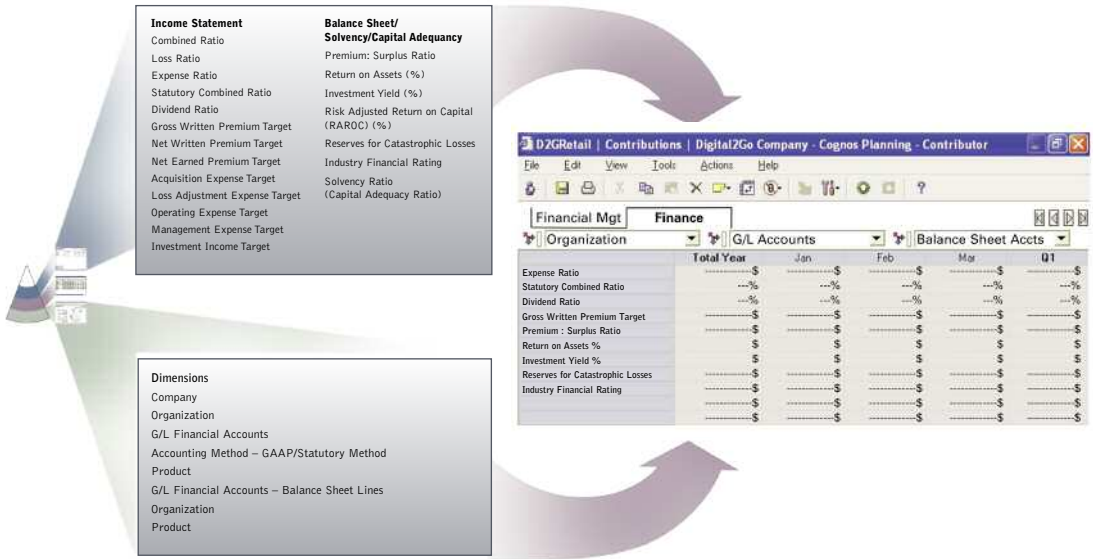 Income Statement
Combined Ratio
Loss Ratio
Expense Ratio
Statutory Combined Ratio
Dividend Ratio
Gross Written Premium Target
Net Written Premium Target
Net Earned Premium Target
Acquisition Expense Target
Loss Adjustment Expense Target
Operating Expense Target
Management Expense Target
Investment Income Target
Balance Sheet/
Solvency/Capital Adequancy
Premium: Surplus Ratio
Return on Assets (%)
Investment Yield (%)
Risk Adjusted Return on Capital
(RAROC) (%)
Reserves for Catastrophic Losses
Industry Financial Rating
Solvency Ratio
(Capital Adequacy Ratio)
Dimensions
Company
Organization
G/L Financial Accounts
Accounting Method – GAAP/Statutory Method
Product
G/L Financial Accounts – Balance Sheet Lines
Organization
Product
D2GRetail | Contributions | Digital2Go Company - Cognos Planning - Contributor
File Edit View Tools Actions Help
Financial Mgt Finance
Organization G/L Accounts Balance Sheet Accts
Total Year Jan Feb Mar Q1
Expense Ratio ------------$ ------------$ ------------$ ------------$ ------------$
Statutory Combined Ratio ---% ---% ---% ---% ---%
Dividend Ratio ---% ---% ---% ---% ---%
Gross Written Premium Target ------------$ ------------$ ------------$ ------------$ ------------$
Premium : Surplus Ratio ------------$ ------------$ ------------$ ------------$ ------------$
Return on Assets % $ $ $ $ $
Investment Yield % $ $ $ $ $
Reserves for Catastrophic Losses ------------$ ------------$ ------------$ ------------$ ------------$
Industry Financial Rating ------------$ ------------$ ------------$ ------------$ ------------$
------------$ ------------$ ------------$ ------------$ ------------$
------------$ ------------$ ------------$ ------------$ ------------$